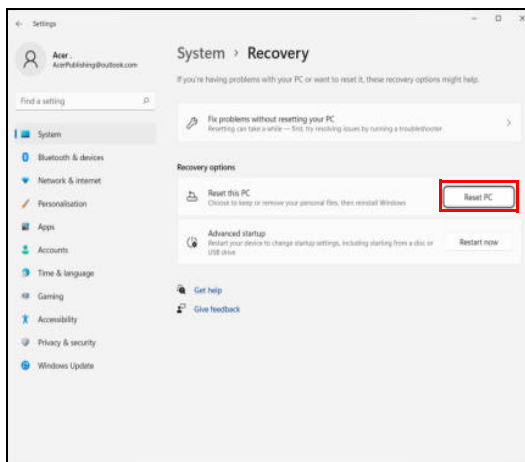 Settings
Acer .
AcerPublishing@outlook.com
Find a setting
System
Bluetooth & devices
Network & internet
Personalisation
Apps
Accounts
Time & language
Gaming
Accessibility
Privacy & security
Windows Update
System > Recovery
If you're having problems with your PC or want to reset it, these recovery options might help.
Fix problems without resetting your PC
Resetting can take a while — first, try resolving issues by running a troubleshooter
Recovery options
Reset this PC
Choose to keep or remove your personal files, then reinstall Windows
Reset PC
Advanced startup
Restart your device to change startup settings, including starting from a disc or
USB drive
Restart now
Get help
Give feedback